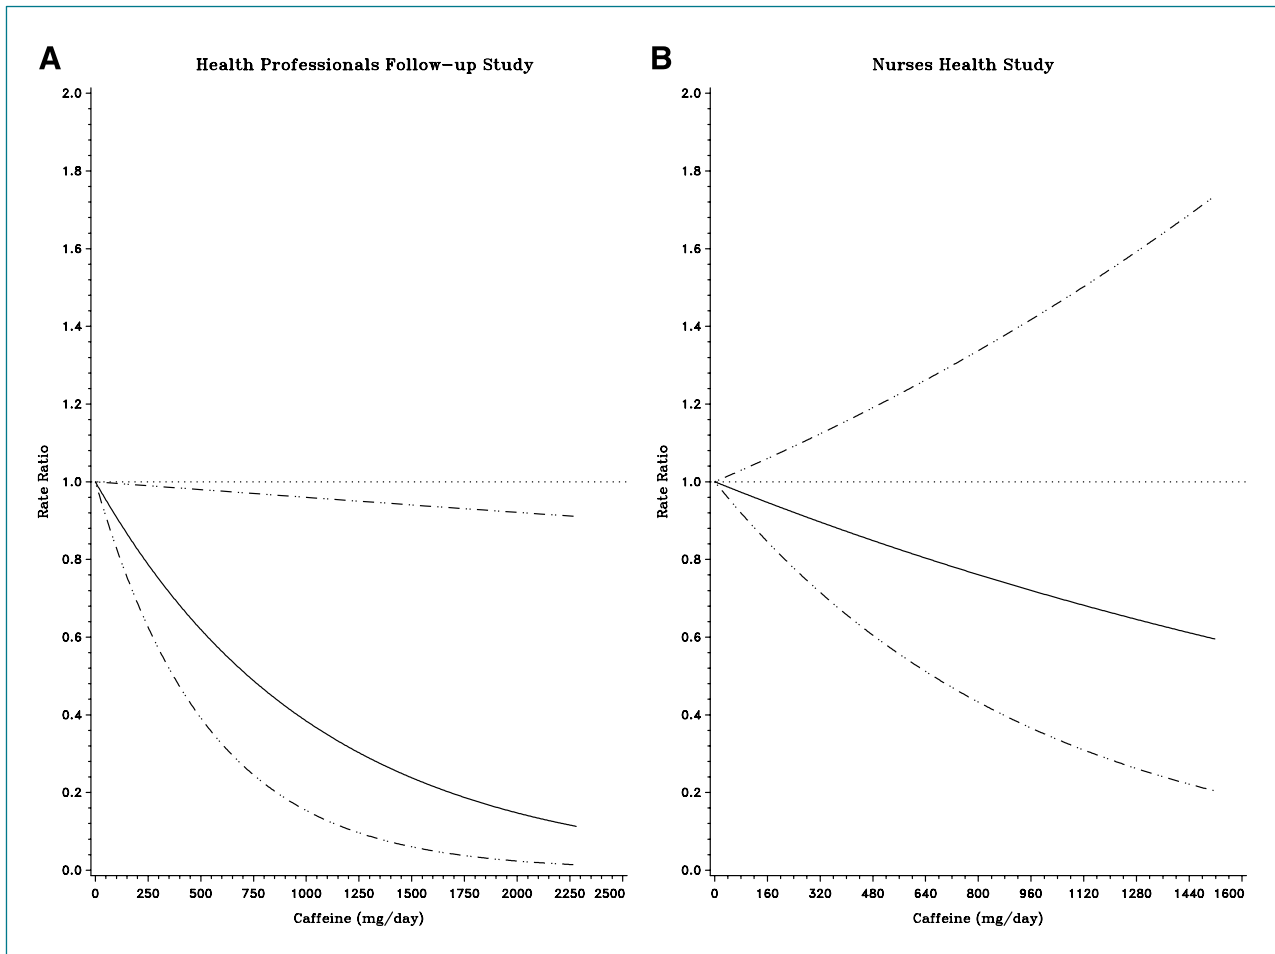 A
Health Professionals Follow-up Study
2.0
1.8
1.6
1.4
1.2
1.0
0.8
0.6
0.4
0.2
0.0
Rate Ratio
0 250 500 750 1000 1250 1500 1750 2000 2250 2500
Caffeine (mg/day)
B
Nurses Health Study
2.0
1.8
1.6
1.4
1.2
1.0
0.8
0.6
0.4
0.2
0.0
Rate Ratio
0 160 320 480 640 800 960 1120 1280 1440 1600
Caffeine (mg/day)